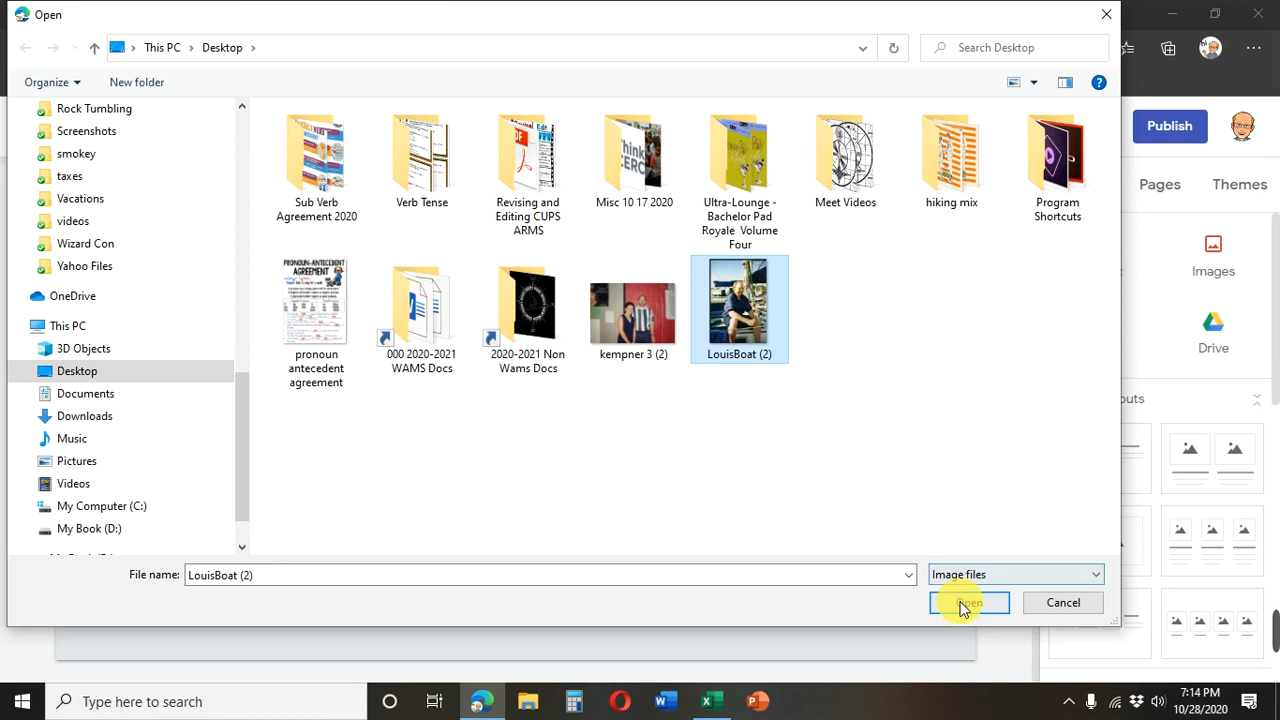 Open
This PC
Desktop
Search Desktop
Organize
New folder
Publish
Pages
Themes
Images
Drive
Rock Tumbling
Screenshots
smokey
taxes
Vacations
videos
Wizard Con
Yahoo Files
OneDrive
This PC
3D Objects
Desktop
Documents
Downloads
Music
Pictures
Videos
My Computer (C:)
My Book (D:)
Sub Verb
Agreement 2020
Verb Tense
Revising and
Editing CUPS
ARMS
Misc 10 17 2020
Ultra-Lounge -
Bachelor Pad
Royale Volume
Four
Meet Videos
hiking mix
Program
Shortcuts
PRONOUN-ANTECEDENT
AGREEMENT
pronoun
antecedent
agreement
000 2020-2021
WAMS Docs
2020-2021 Non
Wams Docs
kempner 3 (2)
LouisBoat (2)
File name:
LouisBoat (2)
Image files
Open
Cancel
Type here to search
7:14 PM
10/28/2020